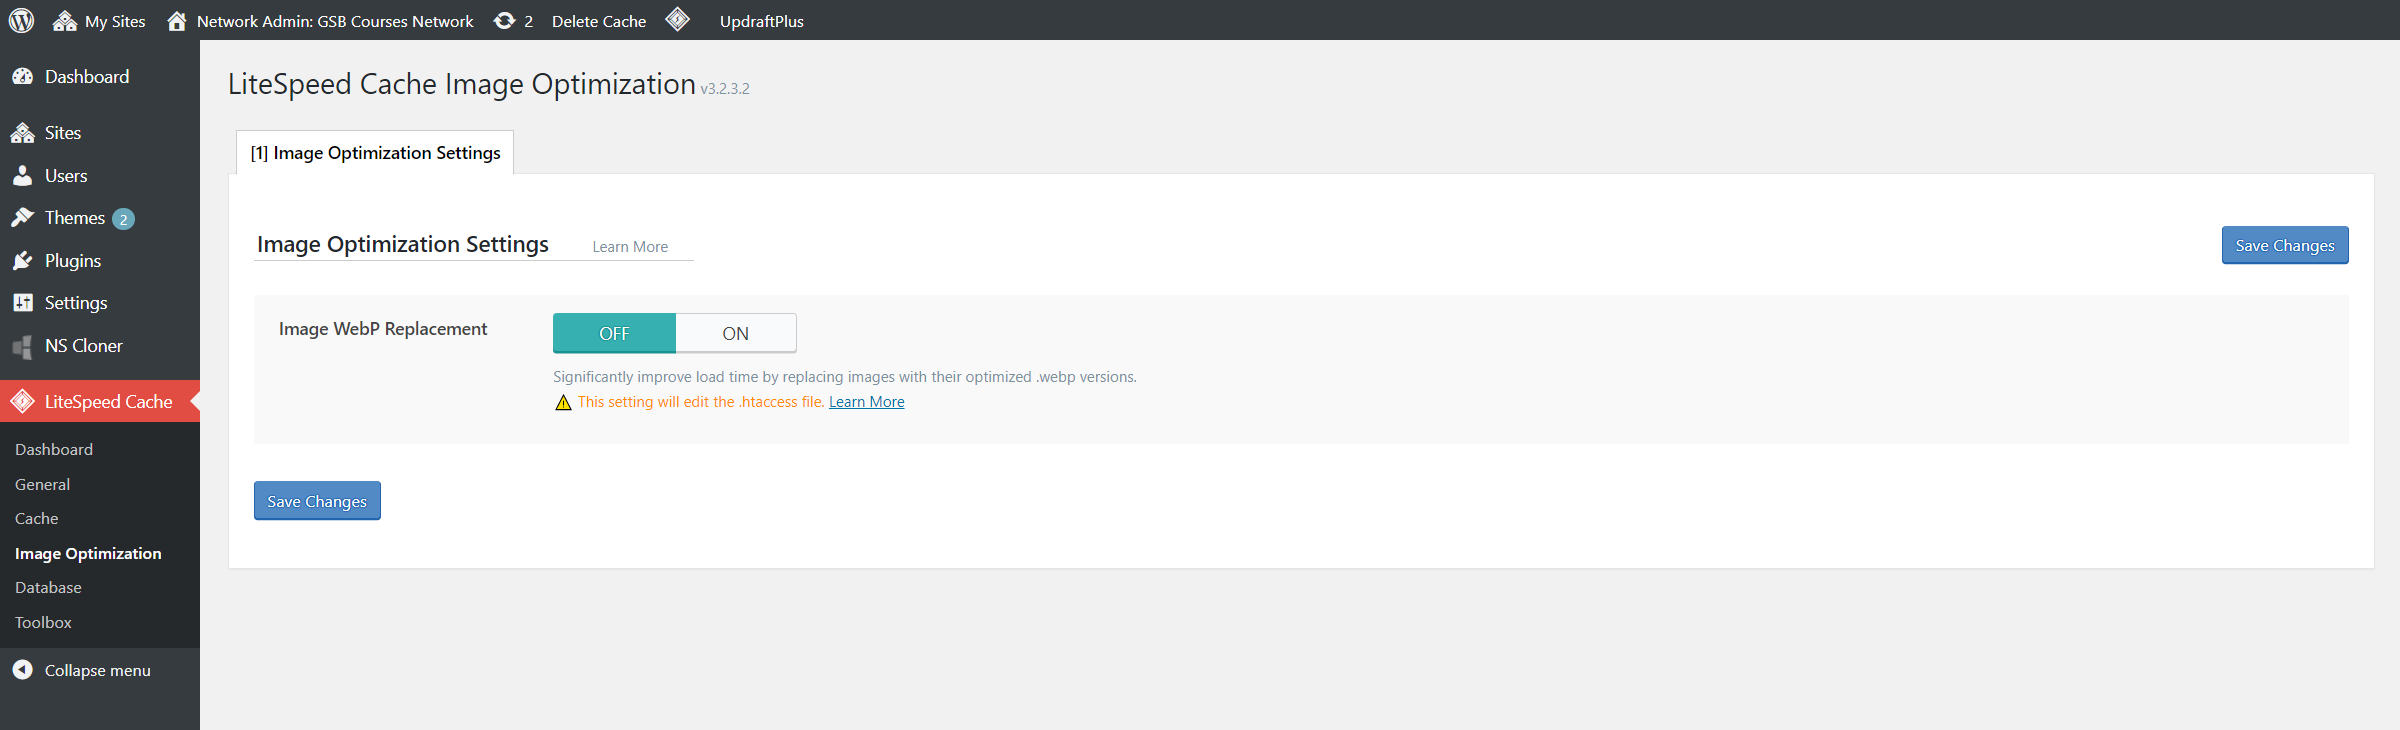 My Sites
Network Admin: GSB Courses Network
2
Delete Cache
UpdraftPlus
Dashboard
Sites
Users
Themes 2
Plugins
Settings
NS Cloner
LiteSpeed Cache
Dashboard
General
Cache
Image Optimization
Database
Toolbox
Collapse menu
LiteSpeed Cache Image Optimization v3.2.3.2
[1] Image Optimization Settings
Image Optimization Settings Learn More
Save Changes
Image WebP Replacement
OFF ON
Significantly improve load time by replacing images with their optimized .webp versions.
This setting will edit the .htaccess file. Learn More
Save Changes